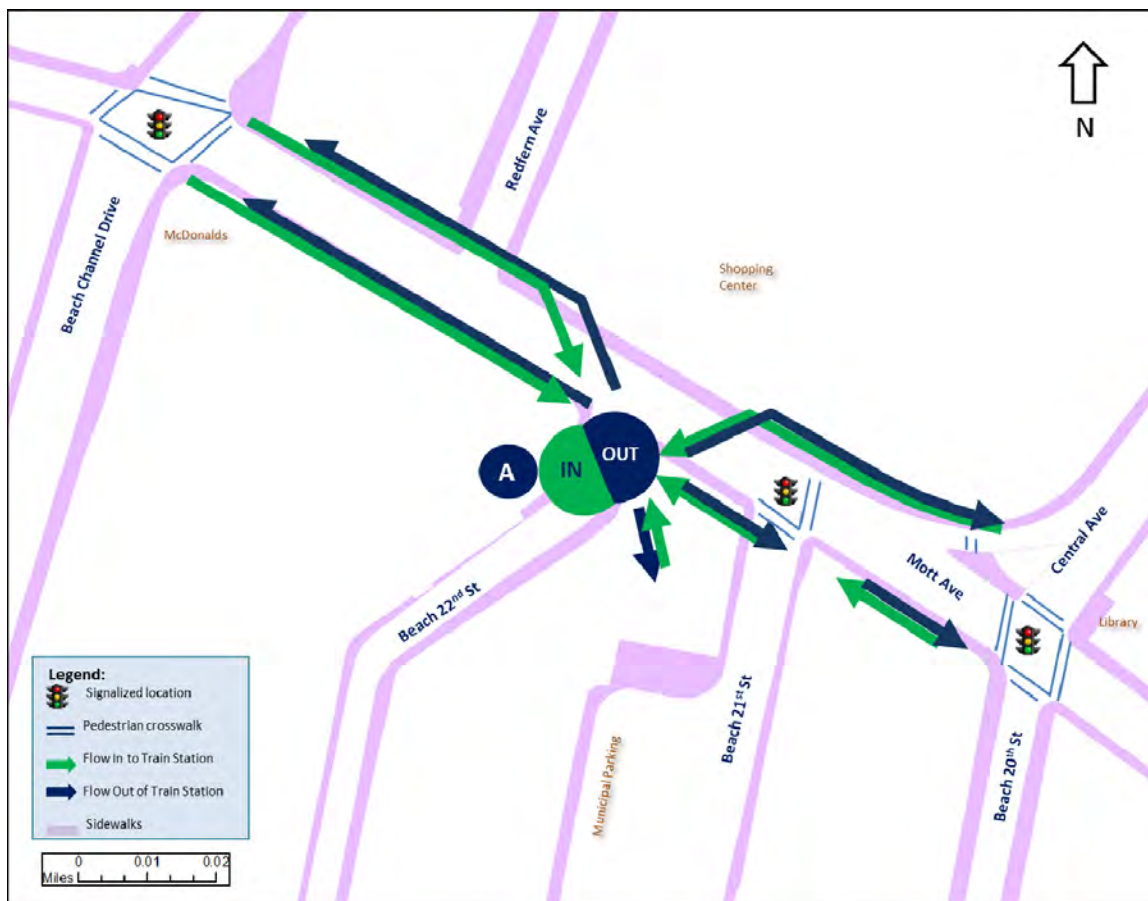 N
Redfern Ave
Beach Channel Drive
McDonalds
Shopping
Center
A
IN
OUT
Mott Ave
Central Ave
Library
Beach 22nd St
Beach 21st St
Beach 20th St
Municipal Parking
Legend:
Signalized location
Pedestrian crosswalk
Flow In to Train Station
Flow Out of Train Station
Sidewalks
0 0.01 0.02
Miles